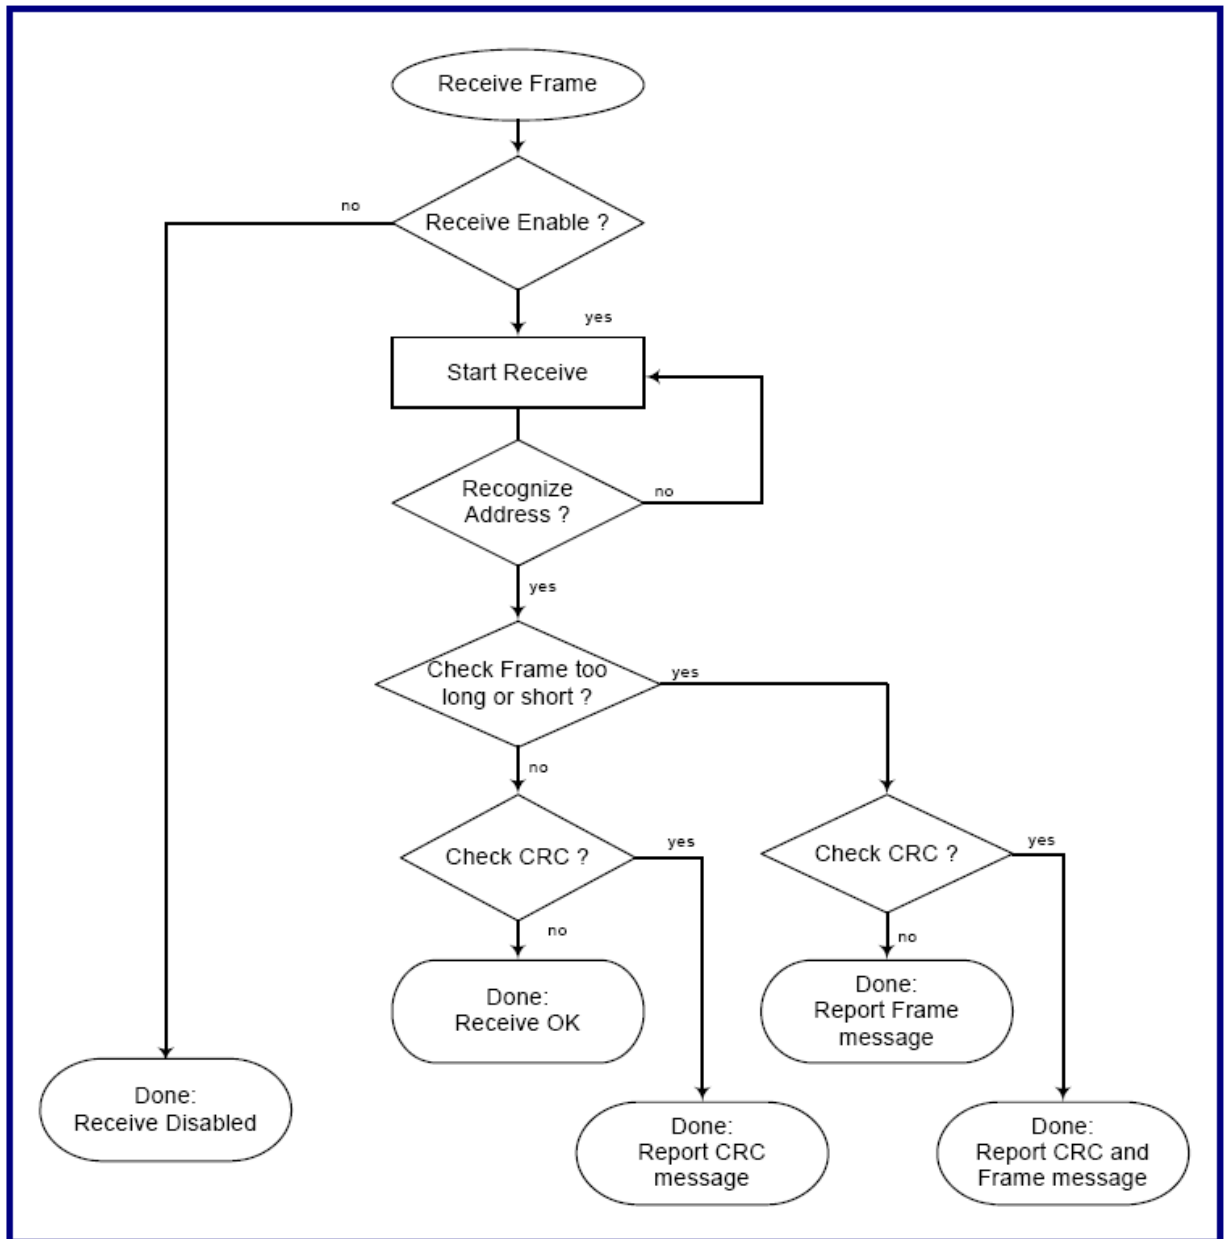 Receive Frame
no
Receive Enable ?
yes
Start Receive
Recognize
Address ?
no
yes
Check Frame too
long or short ?
yes
no
Check CRC ?
yes
Check CRC ?
yes
no
no
Done:
Receive OK
Done:
Report Frame
message
Done:
Receive Disabled
Done:
Report CRC
message
Done:
Report CRC and
Frame message